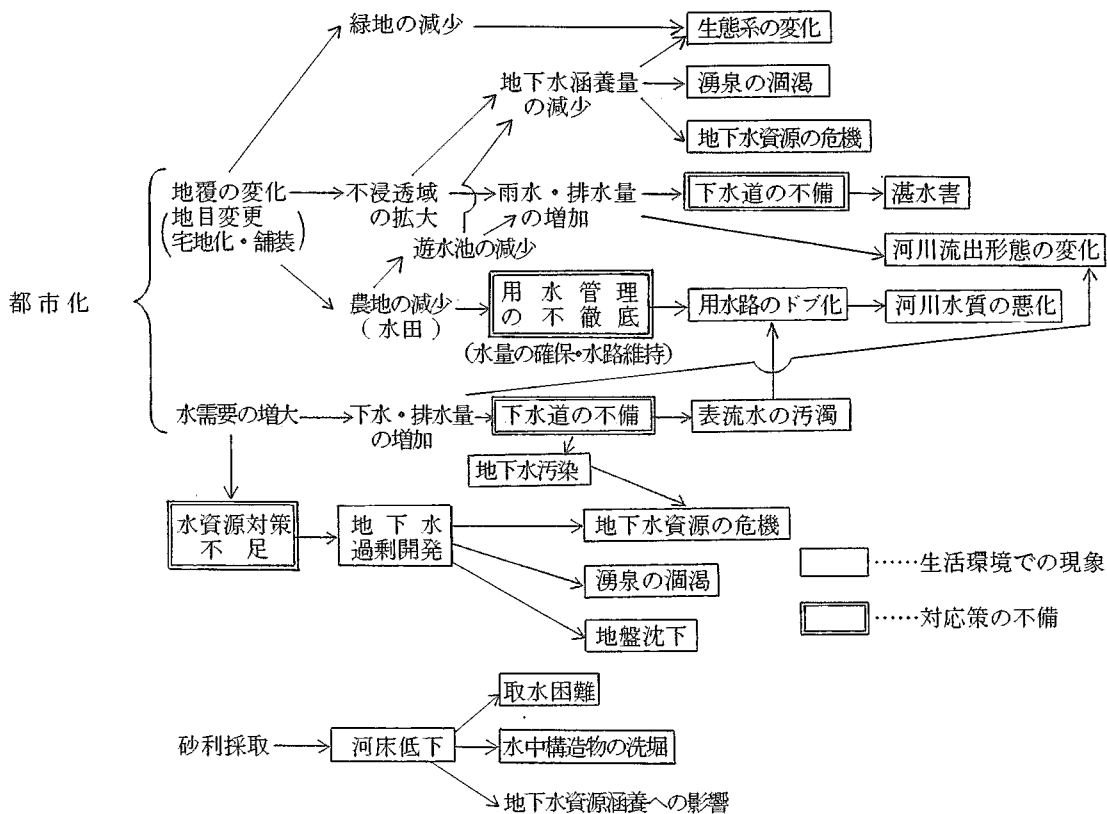 緑地の減少
生態系の変化
地下水涵養量
の減少
湧泉の涸渇
地下水資源の危機
地覆の変化
(地目変更
宅地化・舗装)
不浸透域
の拡大
雨水・排水量
の増加
下水道の不備
湛水害
遊水池の減少
河川流出形態の変化
都市化
農地の減少
(水田)
用水管理
の不徹底
(水量の確保・水路維持)
用水路のドブ化
河川水質の悪化
水需要の増大
下水・排水量
の増加
下水道の不備
表流水の汚濁
地下水汚染
水資源対策
不足
地下水
過剰開発
地下水資源の危機
湧泉の涸渇
地盤沈下
……生活環境での現象
……対応策の不備
砂利採取
河床低下
取水困難
水中構造物の洗堀
地下水資源涵養への影響